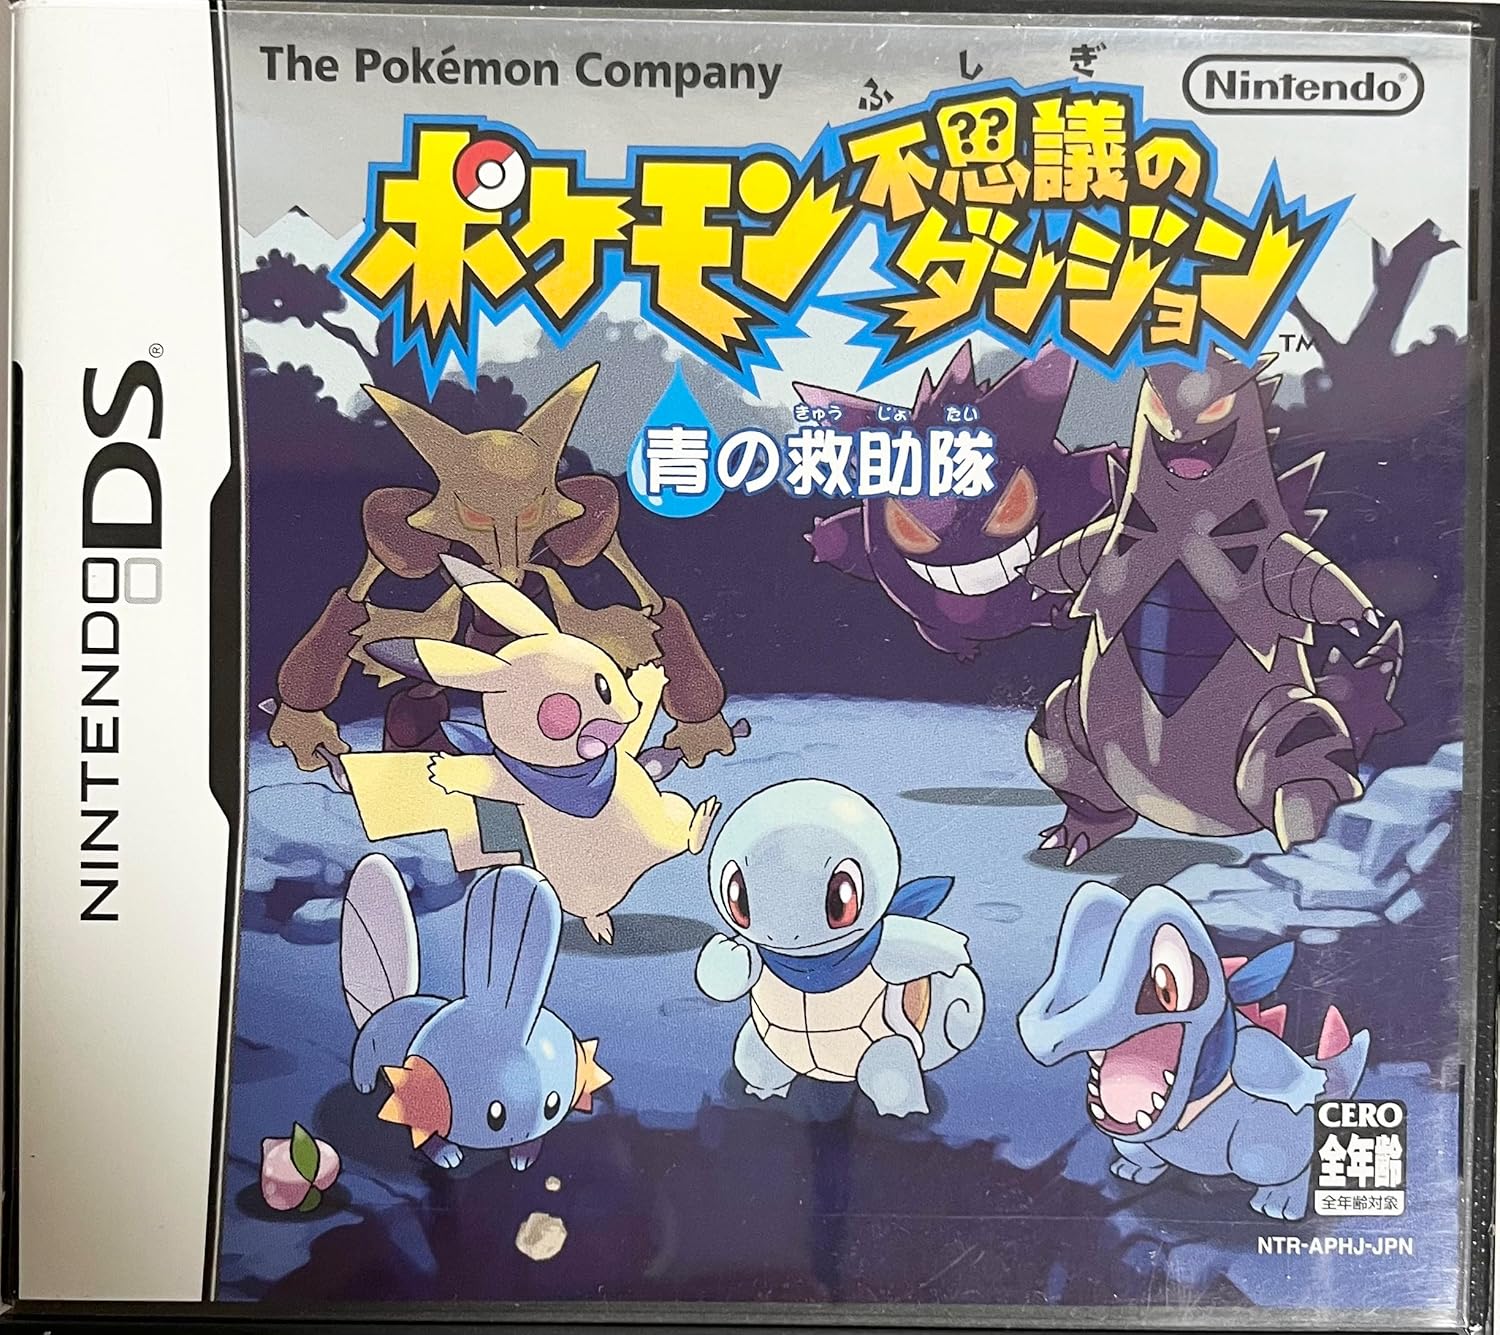 The Pokémon Company
Nintendo®
ふしぎ
ポケモン不思議の
ダンジョン
TM
きゅうじょたい
青の救助隊
NINTENDO DS®
CERO
全年齢
全年齢対象
NTR-APHJ-JPN